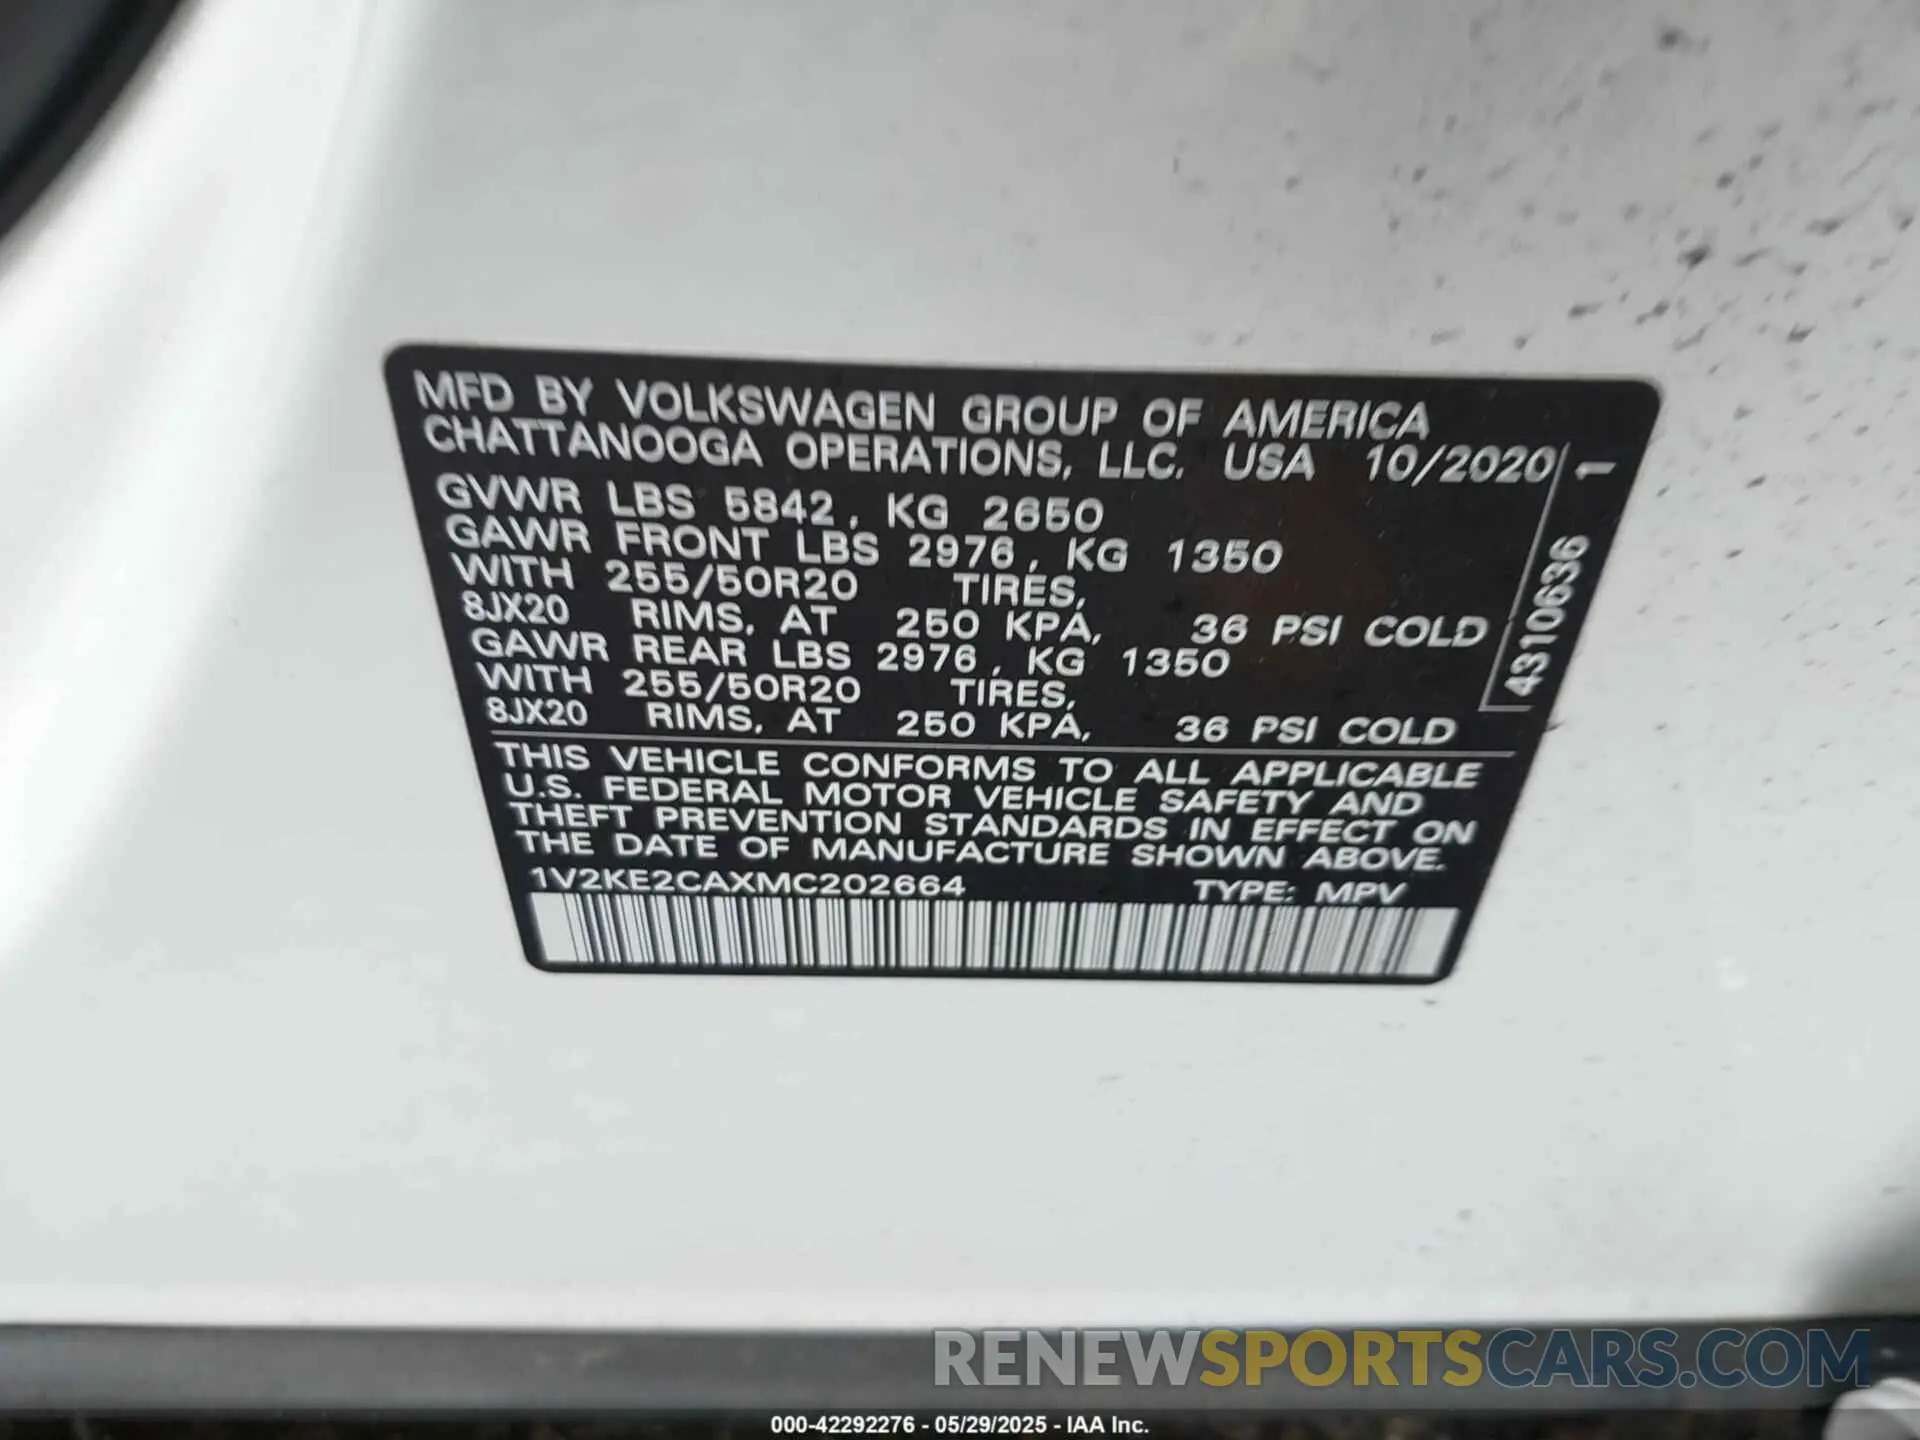 MFD BY VOLKSWAGEN GROUP OF AMERICA
CHATTANOOGA OPERATIONS, LLC. USA 10/2020
GVWR LBS 5842, KG 2650
GAWR FRONT LBS 2976, KG 1350
WITH 255/50R20 TIRES,
8JX20 RIMS, AT 250 KPA, 36 PSI COLD
GAWR REAR LBS 2976, KG 1350
WITH 255/50R20 TIRES,
8JX20 RIMS, AT 250 KPA, 36 PSI COLD
4310636 1
THIS VEHICLE CONFORMS TO ALL APPLICABLE
U.S. FEDERAL MOTOR VEHICLE SAFETY AND
THEFT PREVENTION STANDARDS IN EFFECT ON
THE DATE OF MANUFACTURE SHOWN ABOVE.
1V2KE2CAXMC202664 TYPE: MPV
RENEWSPORTSCARS.COM
000-42292276 - 05/29/2025 - IAA Inc.